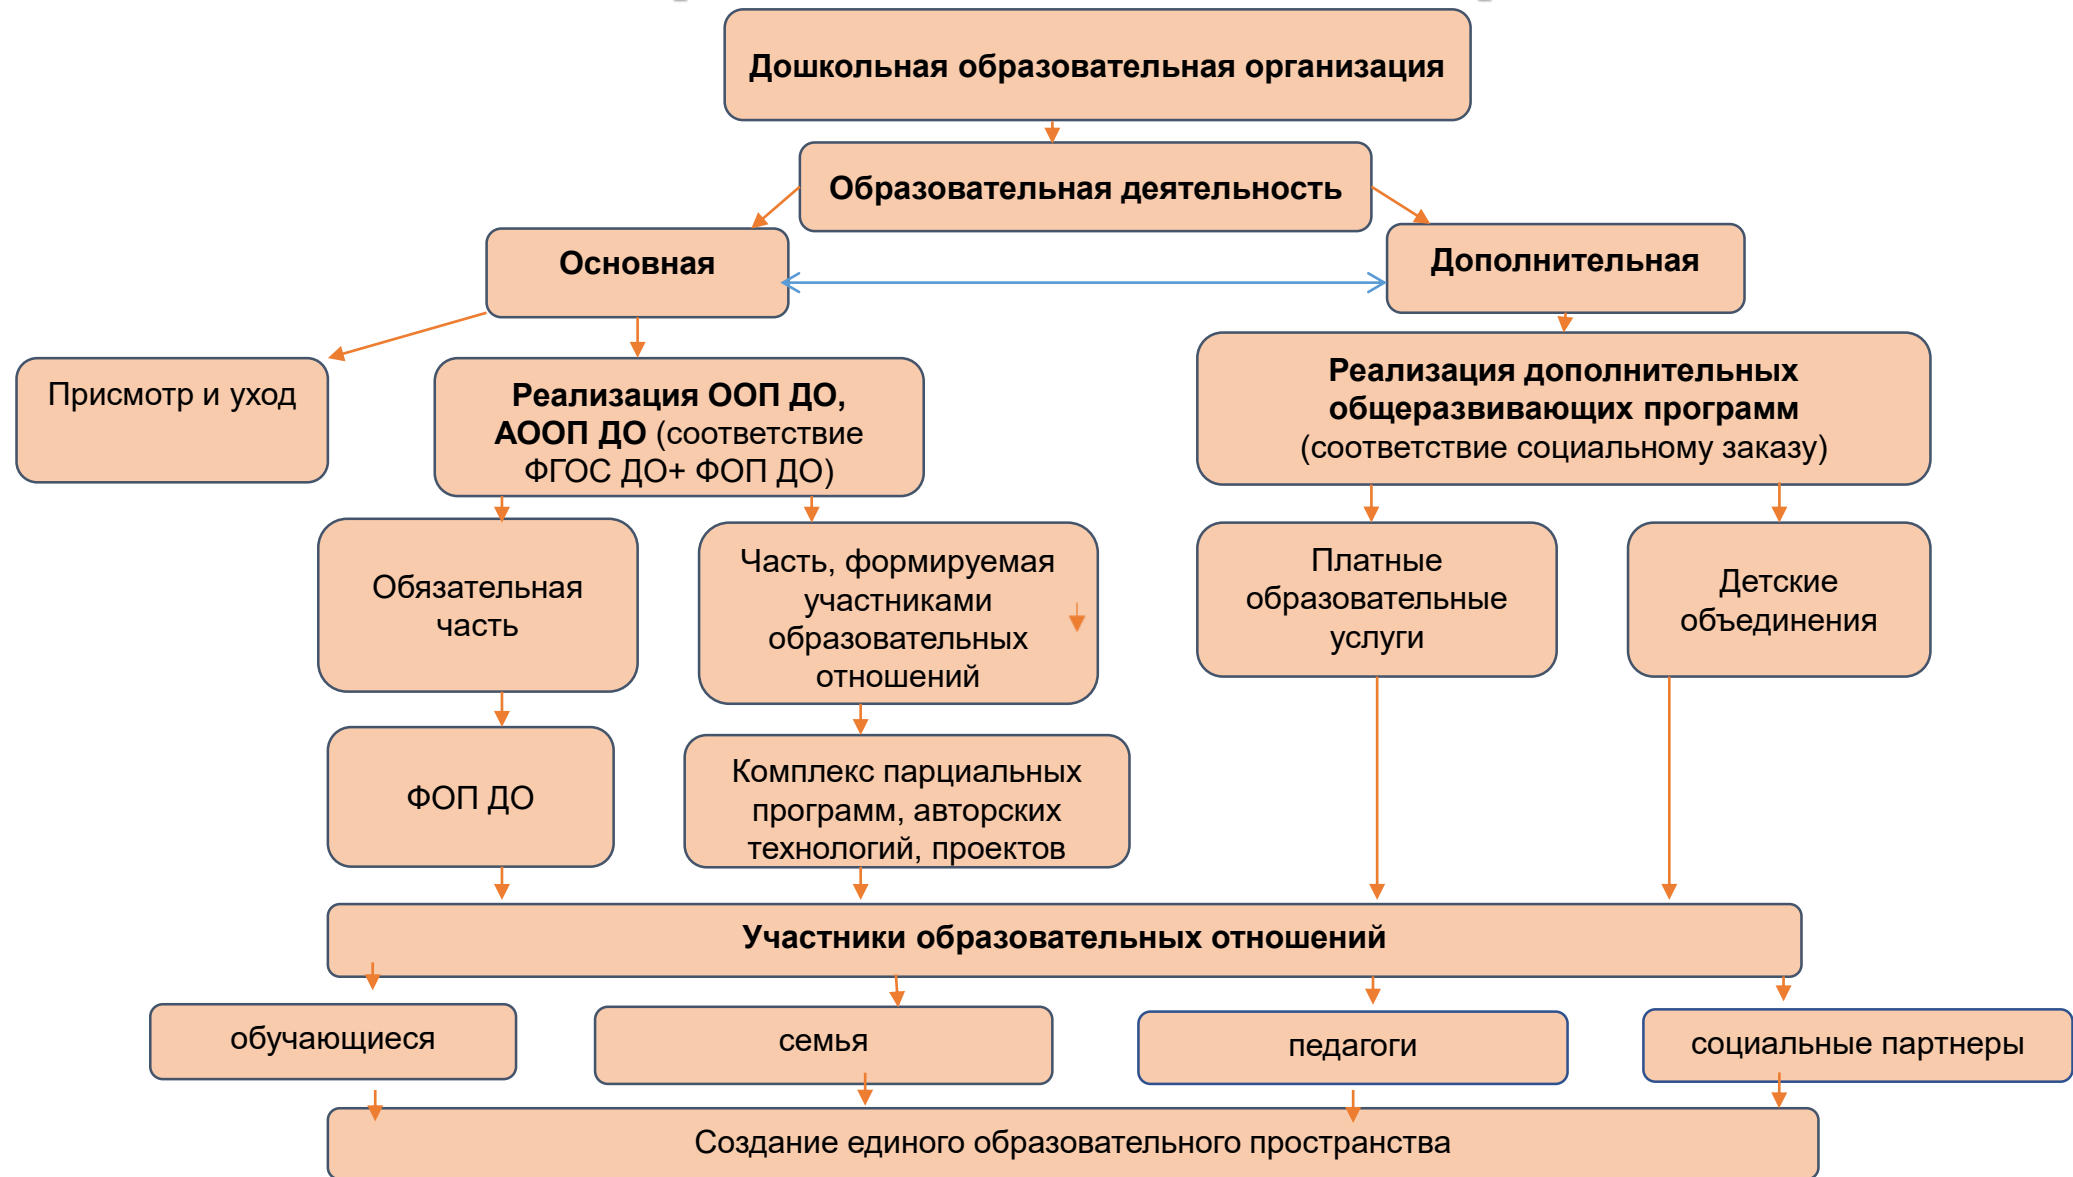 Дошкольная образовательная организация
Образовательная деятельность
Основная
Дополнительная
Присмотр и уход
Реализация ООП ДО,
АООП ДО (соответствие
ФГОС ДО+ ФОП ДО)
Реализация дополнительных
общеразвивающих программ
(соответствие социальному заказу)
Обязательная
часть
Часть, формируемая
участниками
образовательных
отношений
Платные
образовательные
услуги
Детские
объединения
ФОП ДО
Комплекс парциальных
программ, авторских
технологий, проектов
Участники образовательных отношений
обучающиеся
семья
педагоги
социальные партнеры
Создание единого образовательного пространства